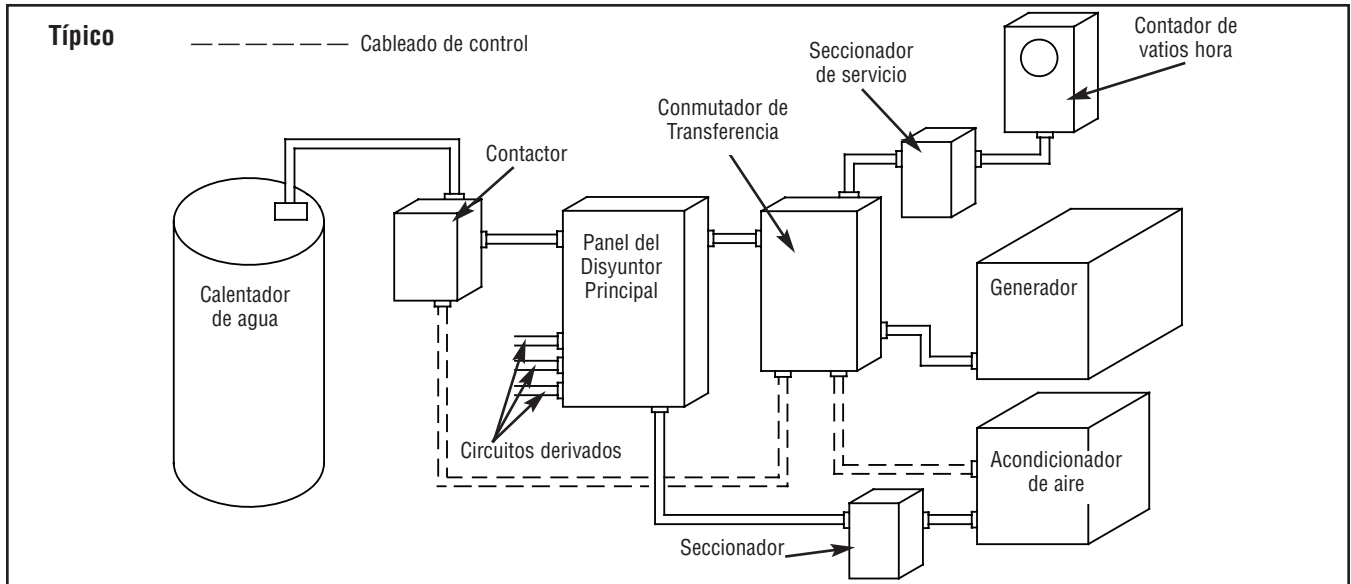 Típico
Cableado de control
Contador de
vatios hora
Seccionador
de servicio
Conmutador de
Transferencia
Contactor
Panel del
Disyuntor
Principal
Generador
Calentador
de agua
Circuitos derivados
Acondicionador
de aire
Seccionador